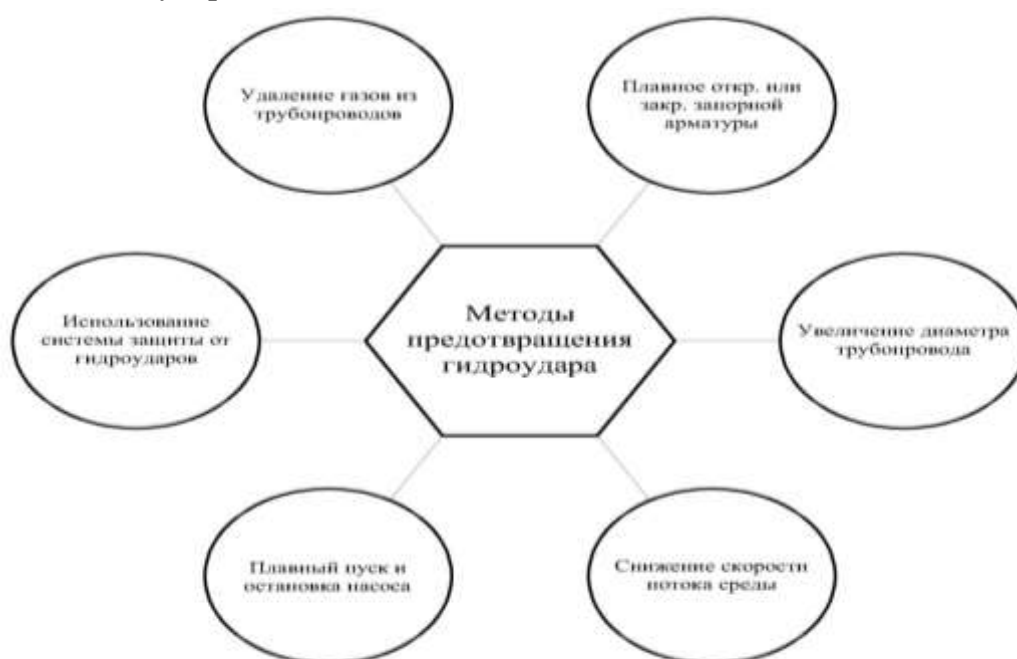 Удаление газов из
трубопроводов
Плавное откр. или
закр. запорной
арматуры
Использование
системы защиты от
гидроударов
Методы
предотвращения
гидроудара
Увеличение диаметра
трубопровода
Плавный пуск и
остановка насоса
Снижение скорости
потока среды